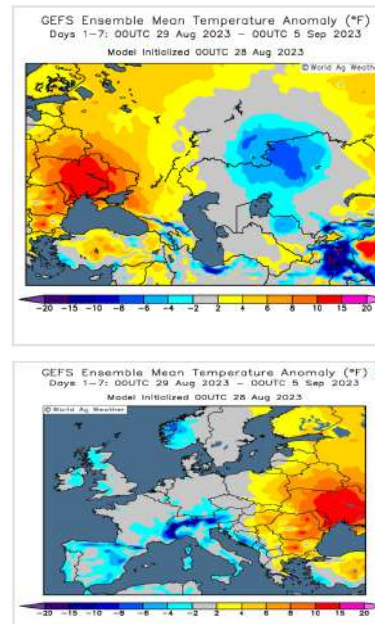 GEFS Ensemble Mean Temperature Anomaly (°F)
Days 1-7: 00UTC 29 Aug 2023 - 00UTC 5 Sep 2023
Model Initialized 00UTC 28 Aug 2023
© World Ag Weather
-20 -15 -10 -8 -6 -4 -2 2 4 6 8 10 15 20
GEFS Ensemble Mean Temperature Anomaly (°F)
Days 1-7: 00UTC 29 Aug 2023 - 00UTC 5 Sep 2023
Model Initialized 00UTC 28 Aug 2023
© World Ag Weather
-20 -15 -10 -8 -6 -4 -2 2 4 6 8 10 15 20